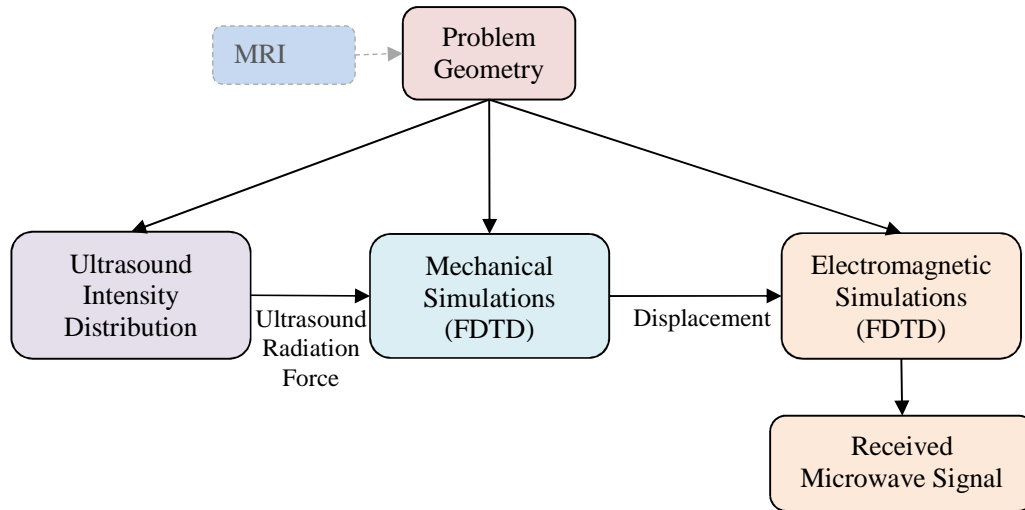 MRI
Problem
Geometry
Ultrasound
Intensity
Distribution
Ultrasound
Radiation
Force
Mechanical
Simulations
(FDTD)
Displacement
Electromagnetic
Simulations
(FDTD)
Received
Microwave Signal